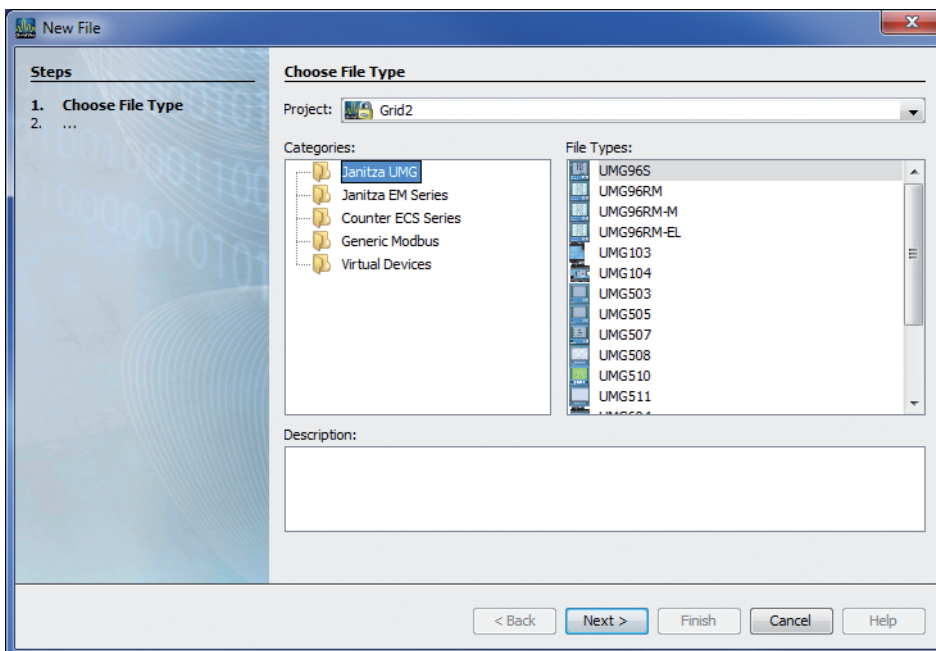 New File
Steps
1. Choose File Type
2. ...
Choose File Type
Project: Grid2
Categories:
Janitza UMG
Janitza EM Series
Counter ECS Series
Generic Modbus
Virtual Devices
File Types:
UMG96S
UMG96RM
UMG96RM-M
UMG96RM-EL
UMG103
UMG104
UMG503
UMG505
UMG507
UMG508
UMG510
UMG511
Description:
< Back Next > Finish Cancel Help